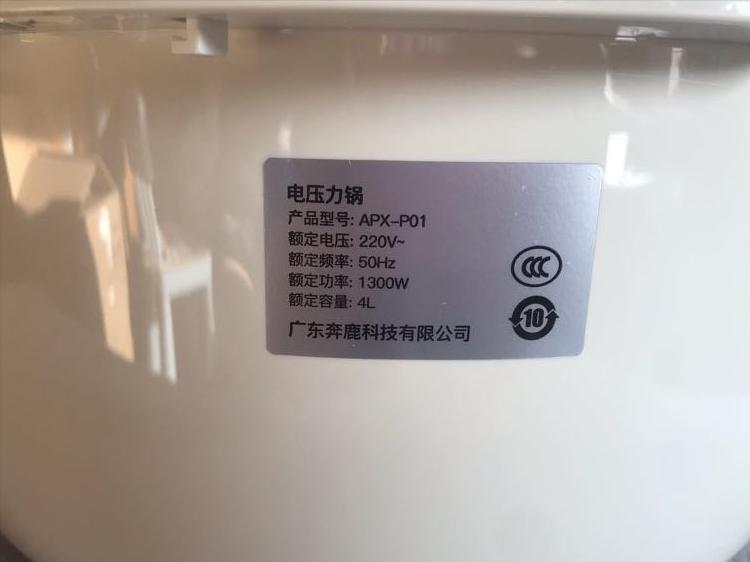 电压力锅
产品型号: APX-P01
额定电压: 220V~
额定频率: 50Hz
额定功率: 1300W
额定容量: 4L
广东奔鹿科技有限公司
CCC
10